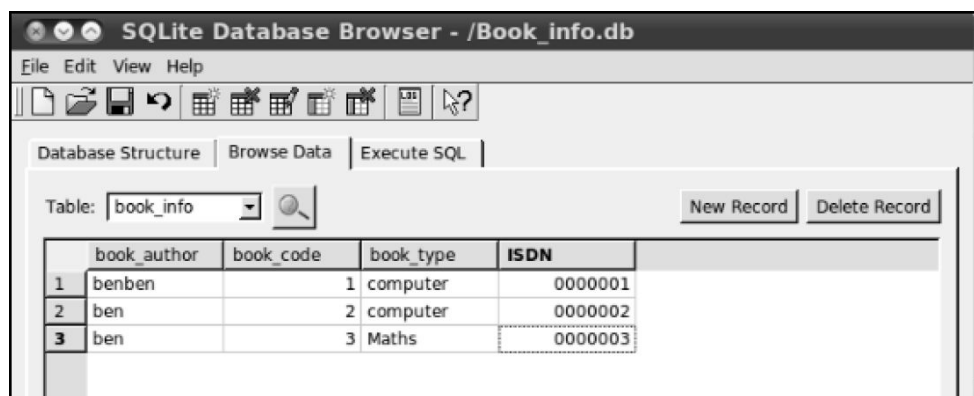 SQLite Database Browser - /Book_info.db
File Edit View Help
LOG
Database Structure Browse Data Execute SQL
Table: book_info New Record Delete Record
book_author book_code book_type ISDN
1 benben 1 computer 0000001
2 ben 2 computer 0000002
3 ben 3 Maths 0000003